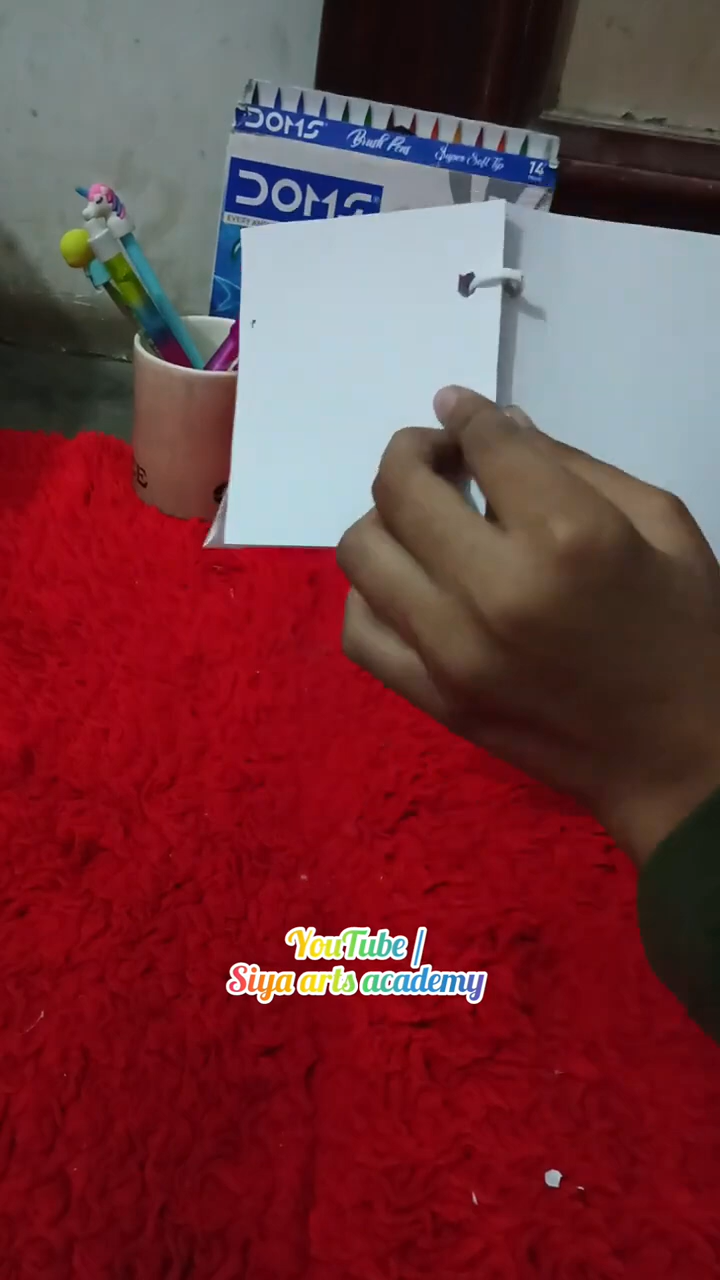 DOMS
Brush Pens
Super Soft Tip
14
DOMS
YouTube |
Siya arts academy